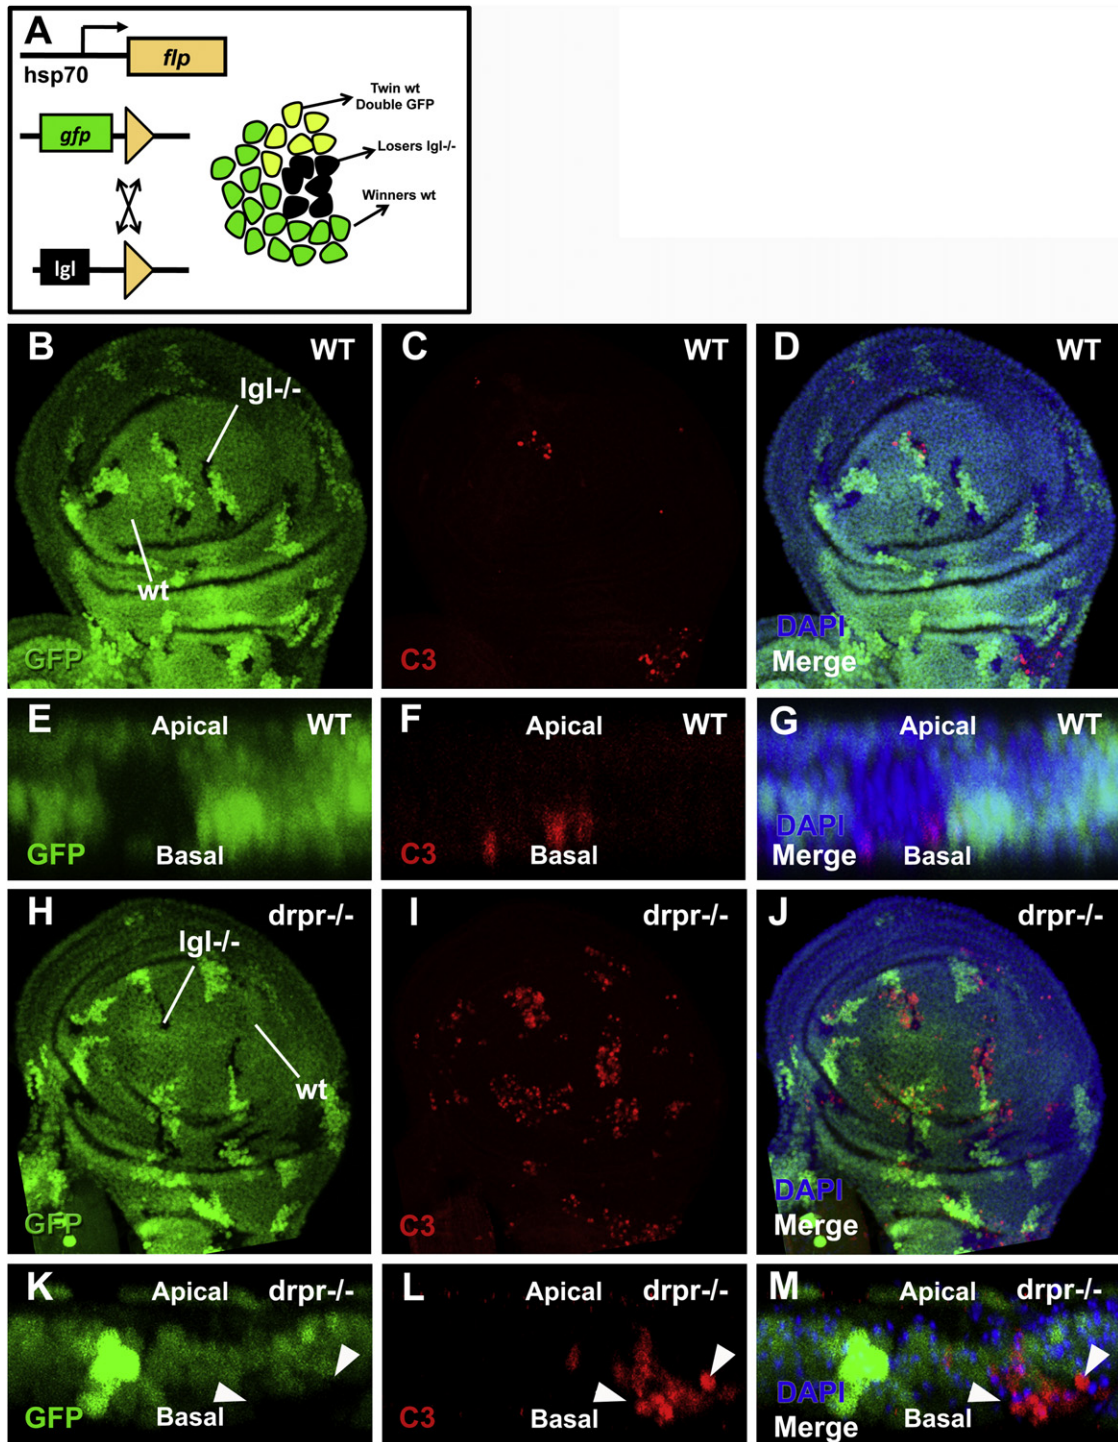 A
flp
hsp70
gfp
lgl
Twin wt
Double GFP
Losers lgl-/-
Winners wt
B
WT
lgl-/-
wt
GFP
C
WT
C3
D
WT
DAPI
Merge
E
Apical
WT
GFP
Basal
F
Apical
WT
C3
Basal
G
Apical
WT
DAPI
Merge
Basal
H
drpr-/-
lgl-/-
wt
GFP
I
drpr-/-
C3
J
drpr-/-
DAPI
Merge
K
Apical
drpr-/-
GFP
Basal
L
Apical
drpr-/-
C3
Basal
M
Apical
drpr-/-
DAPI
Merge
Basal